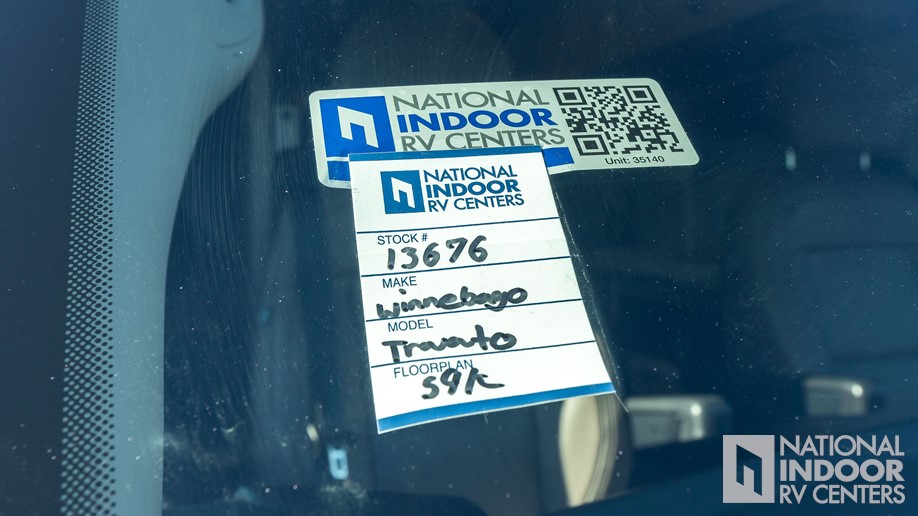 NATIONAL
INDOOR
RV CENTERS
Unit: 35140
NATIONAL
INDOOR
RV CENTERS
STOCK #
13676
MAKE
winnebago
MODEL
Travato
FLOORPLAN
59K
NATIONAL
INDOOR
RV CENTERS